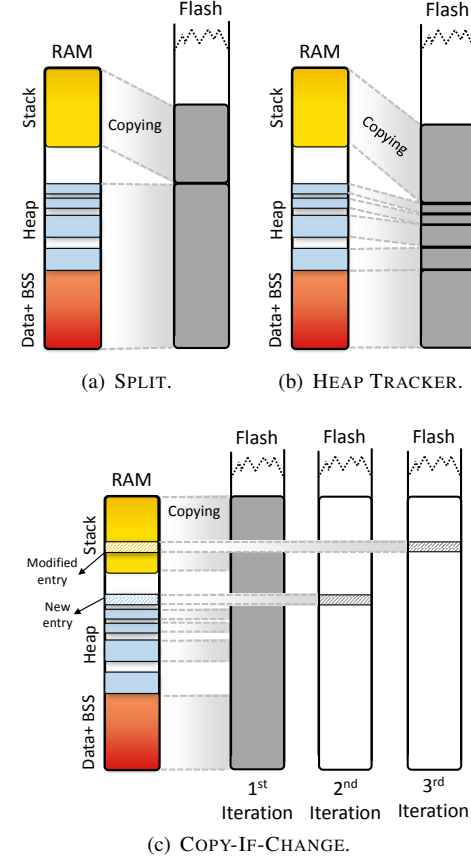 Flash
Flash
RAM
RAM
Stack
Copying
Stack
Copying
Heap
Heap
Data+ BSS
Data+ BSS
(a) SPLIT.
(b) HEAP TRACKER.
Flash
Flash
Flash
RAM
Stack
Copying
Modified
entry
New
entry
Heap
Data+ BSS
1st
Iteration
2nd
Iteration
3rd
Iteration
(c) COPY-IF-CHANGE.